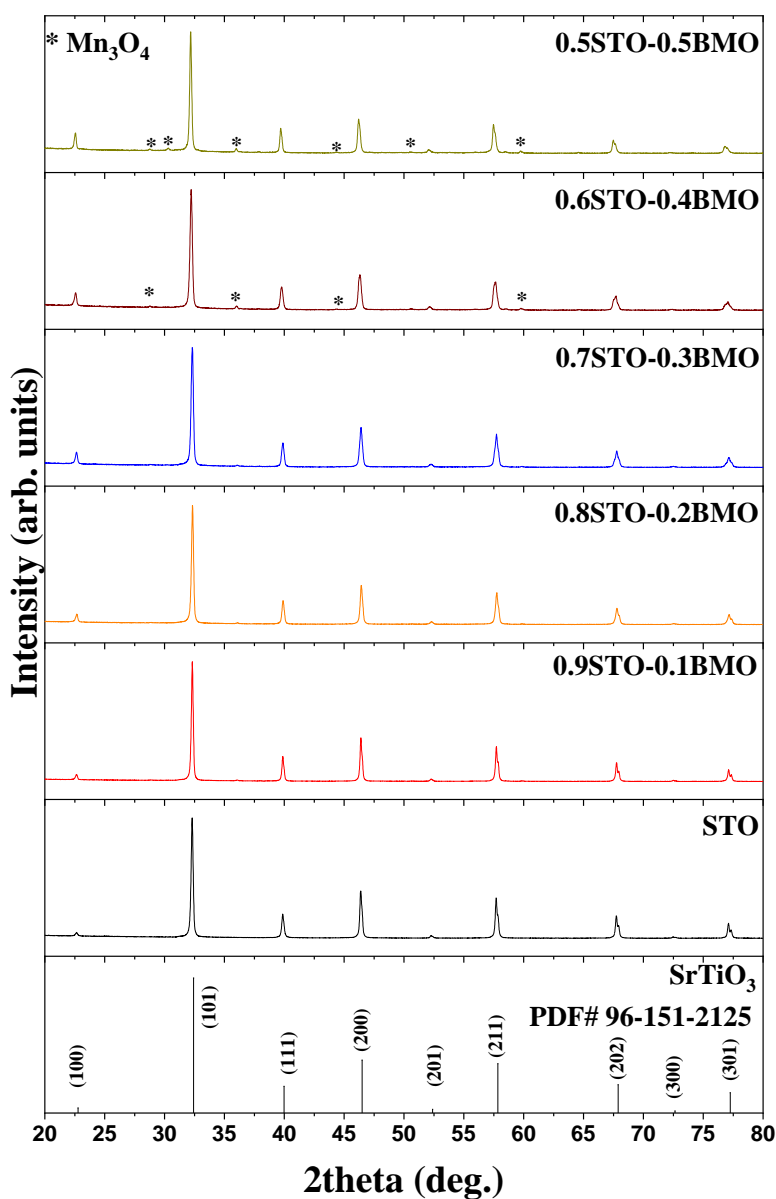 * Mn₃O₄
0.5STO-0.5BMO
* * * * * *
0.6STO-0.4BMO
* * * *
0.7STO-0.3BMO
0.8STO-0.2BMO
0.9STO-0.1BMO
STO
SrTiO₃
PDF# 96-151-2125
(100)
(101)
(111)
(200)
(201)
(211)
(202)
(300)
(301)
20 25 30 35 40 45 50 55 60 65 70 75 80
2theta (deg.)
Intensity (arb. units)